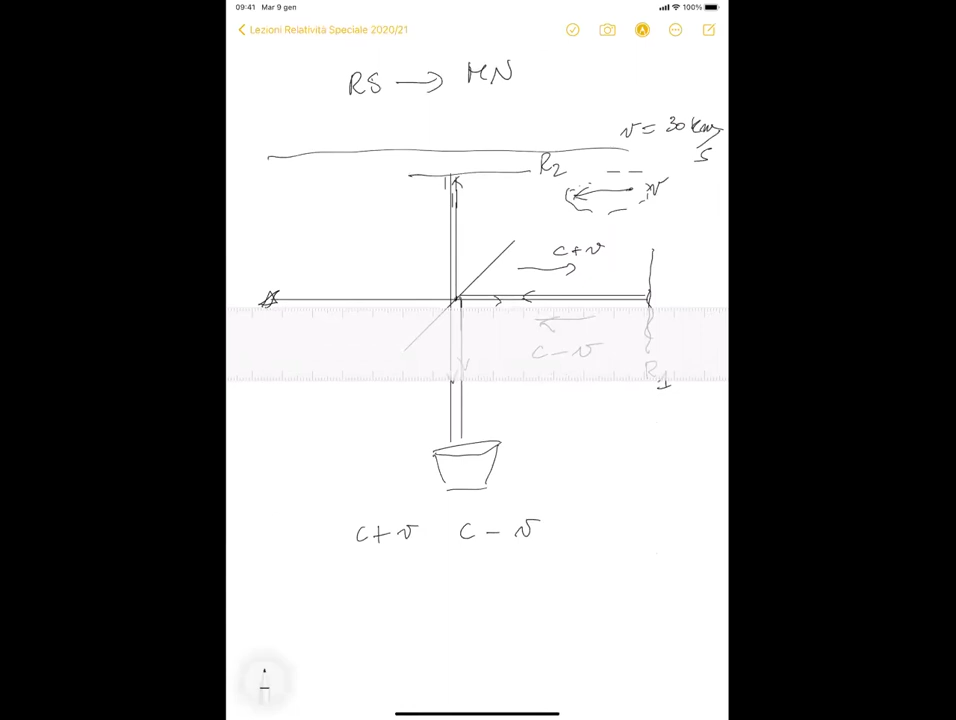 09:41 Mar 9 gen
100%
Lezioni Relatività Speciale 2020/21
RS → MN
v = 30 km/s
R2
v
c+v
c-v
R1
c+v c-v